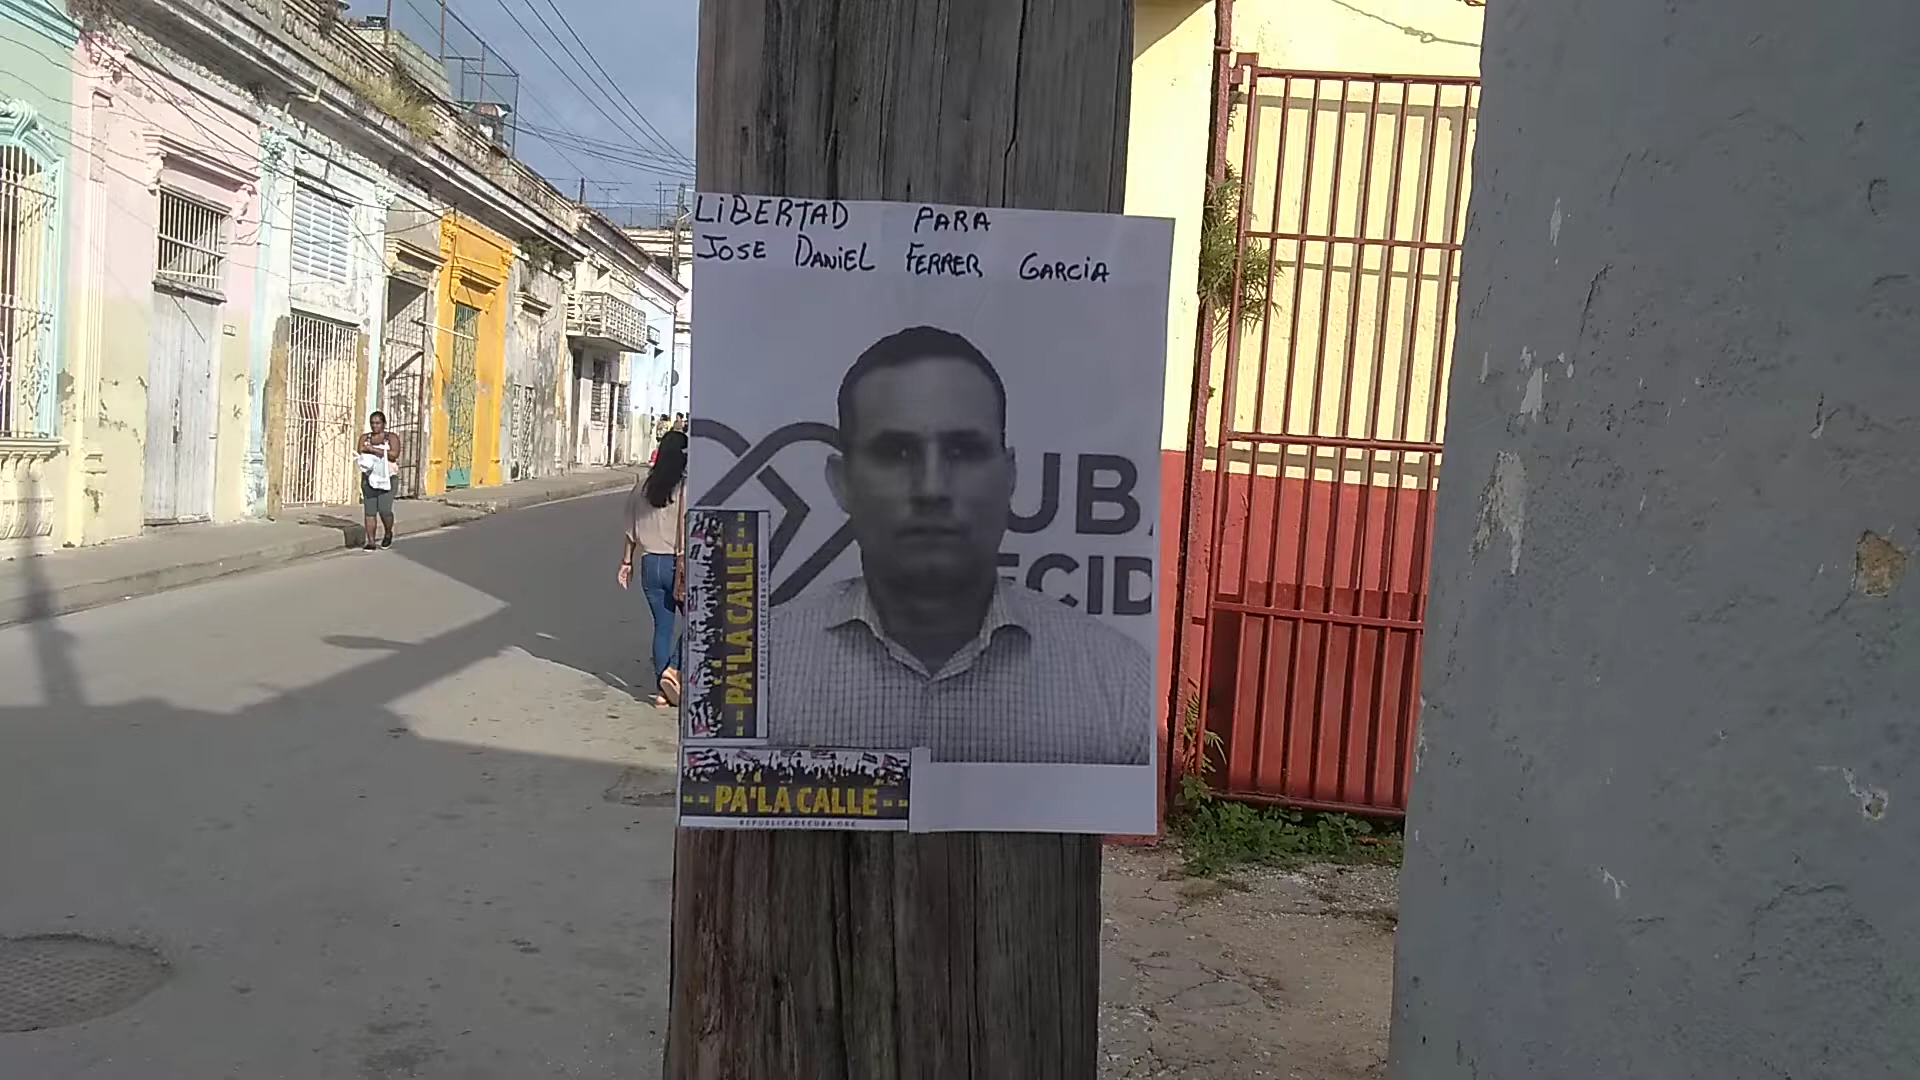 LIBERTAD PARA
JOSE DANIEL FERRER GARCIA
UBA
ECID
PA'LA CALLE
REPUBLICADECUBA.ORG
PA'LA CALLE
REPUBLICADECUBA.ORG